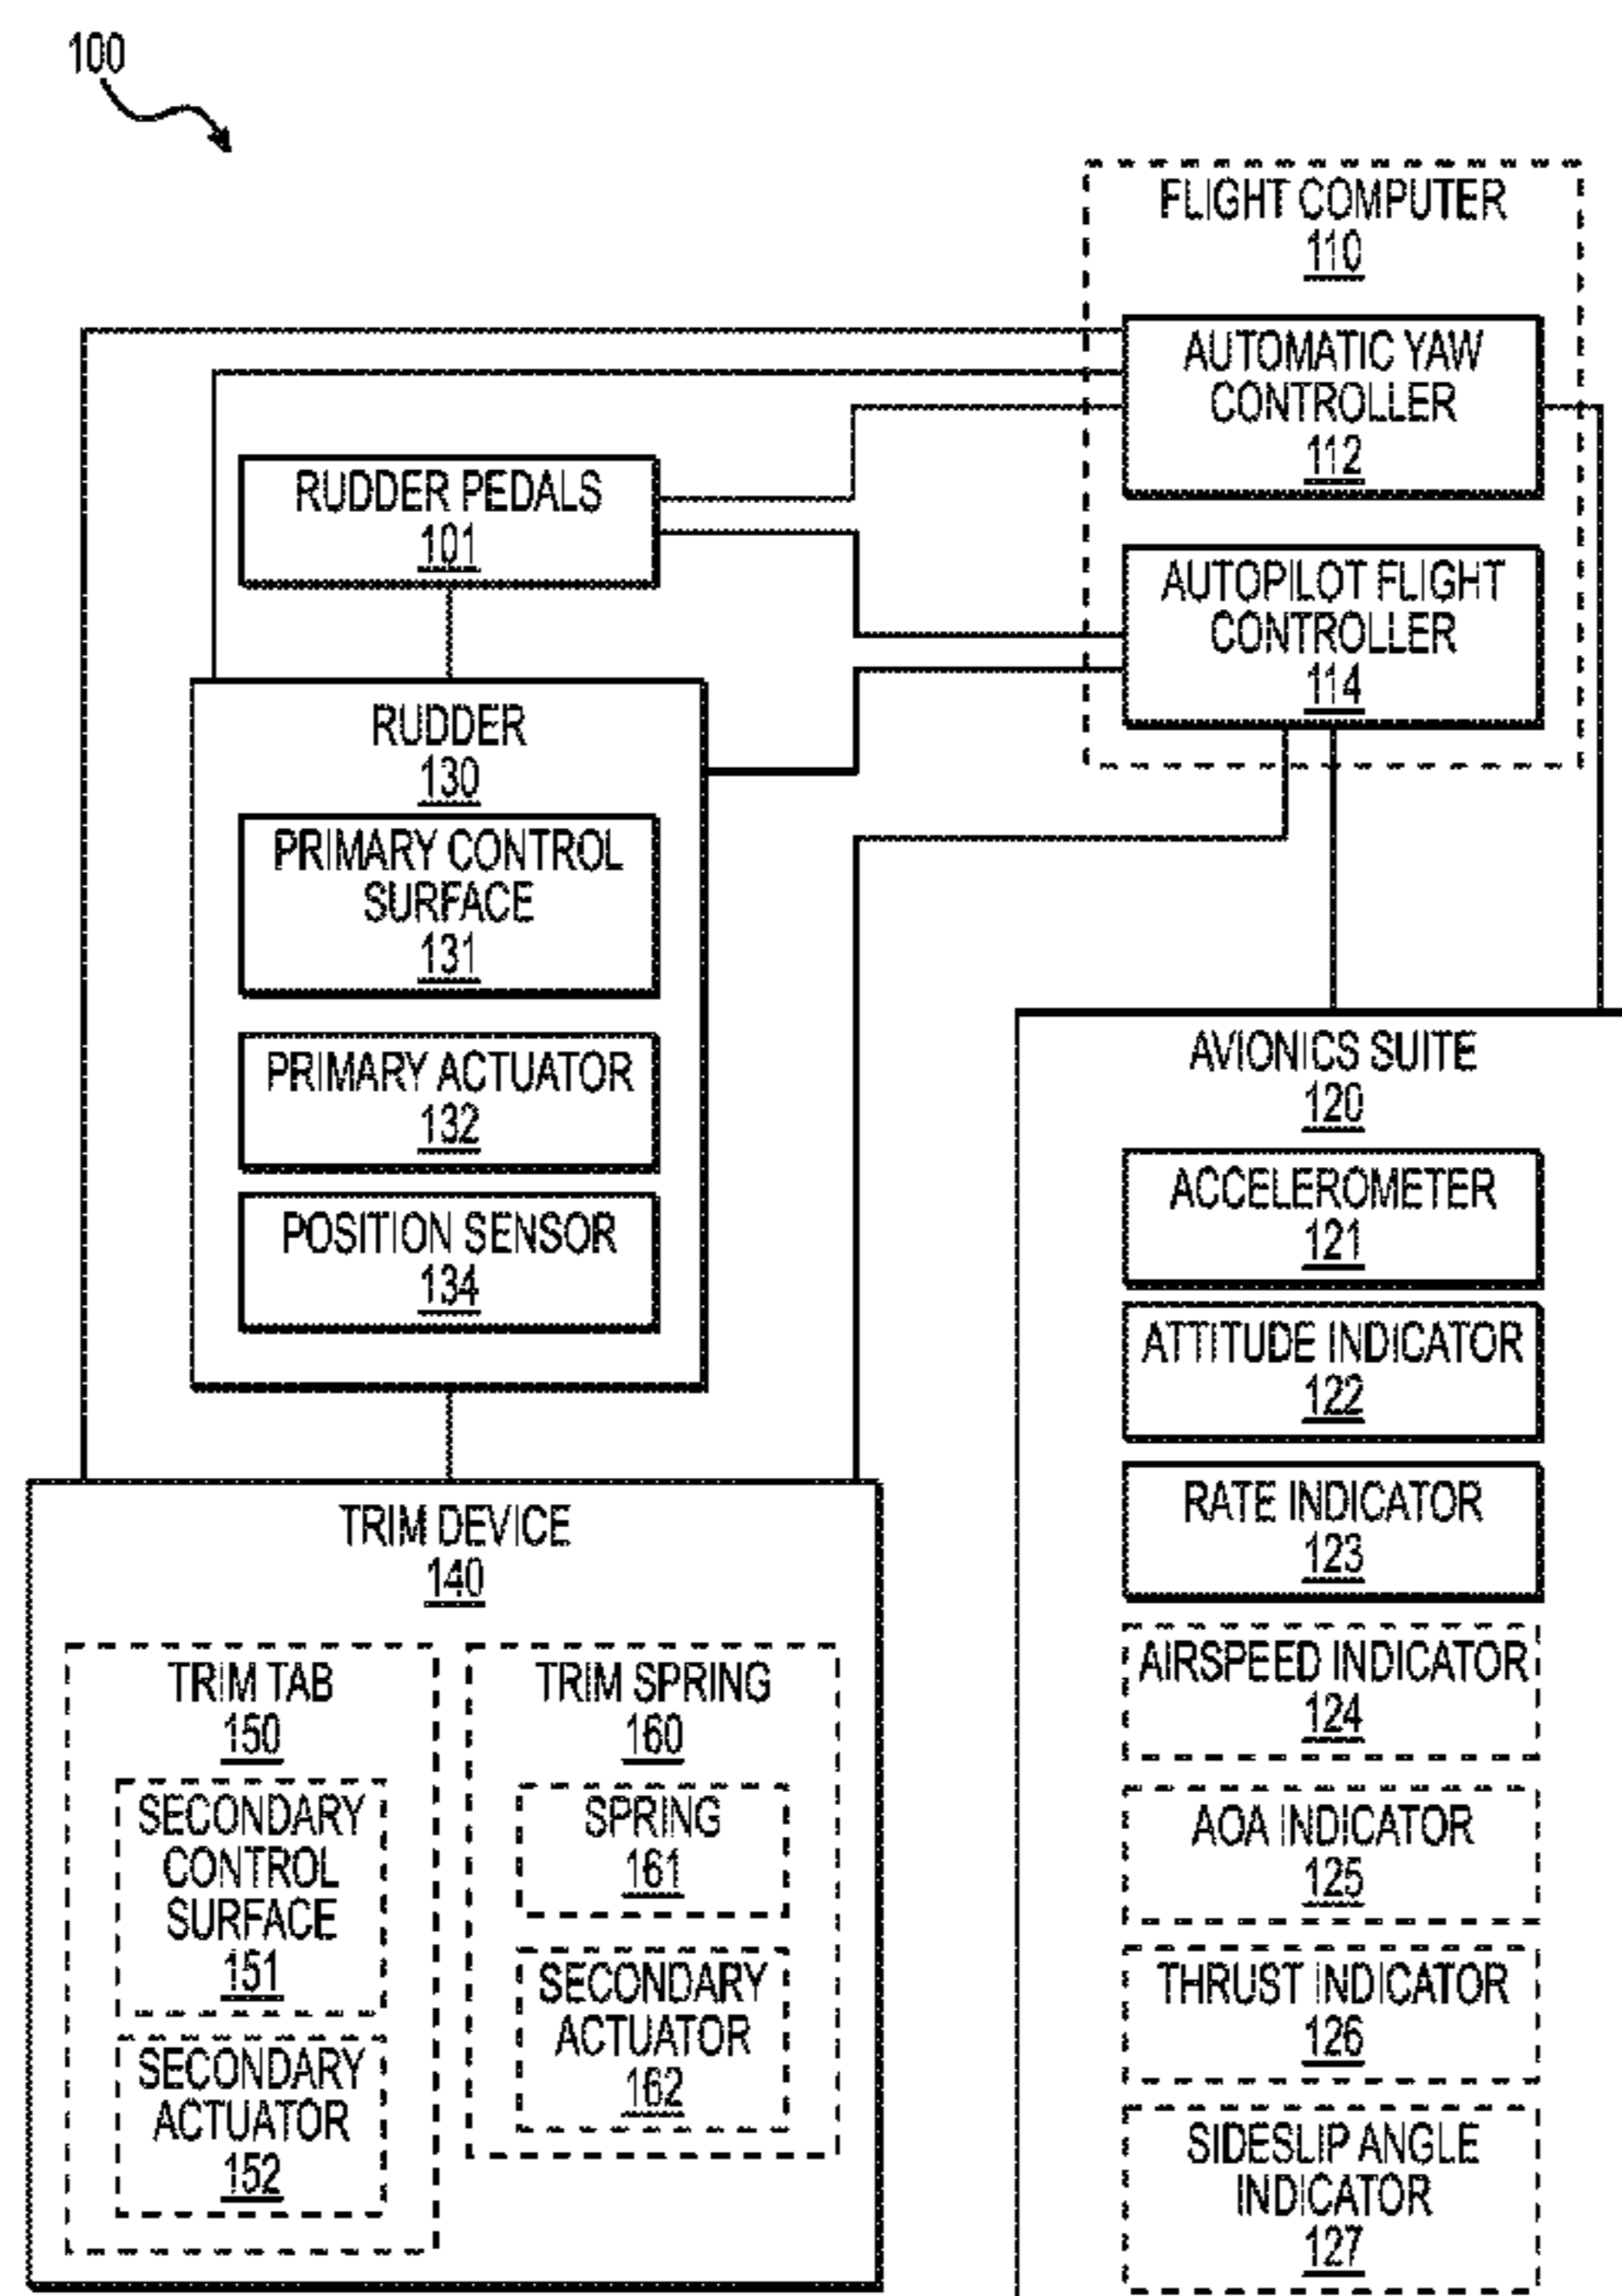 100
FLIGHT COMPUTER
110
AUTOMATIC YAW
CONTROLLER
112
RUDDER PEDALS
101
AUTOPILOT FLIGHT
CONTROLLER
114
RUDDER
130
PRIMARY CONTROL
SURFACE
131
PRIMARY ACTUATOR
132
POSITION SENSOR
134
AVIONICS SUITE
120
ACCELEROMETER
121
ATTITUDE INDICATOR
122
RATE INDICATOR
123
AIRSPEED INDICATOR
124
AOA INDICATOR
125
THRUST INDICATOR
126
SIDESLIP ANGLE
INDICATOR
127
TRIM DEVICE
140
TRIM TAB
150
SECONDARY
CONTROL
SURFACE
151
SECONDARY
ACTUATOR
152
TRIM SPRING
160
SPRING
161
SECONDARY
ACTUATOR
162